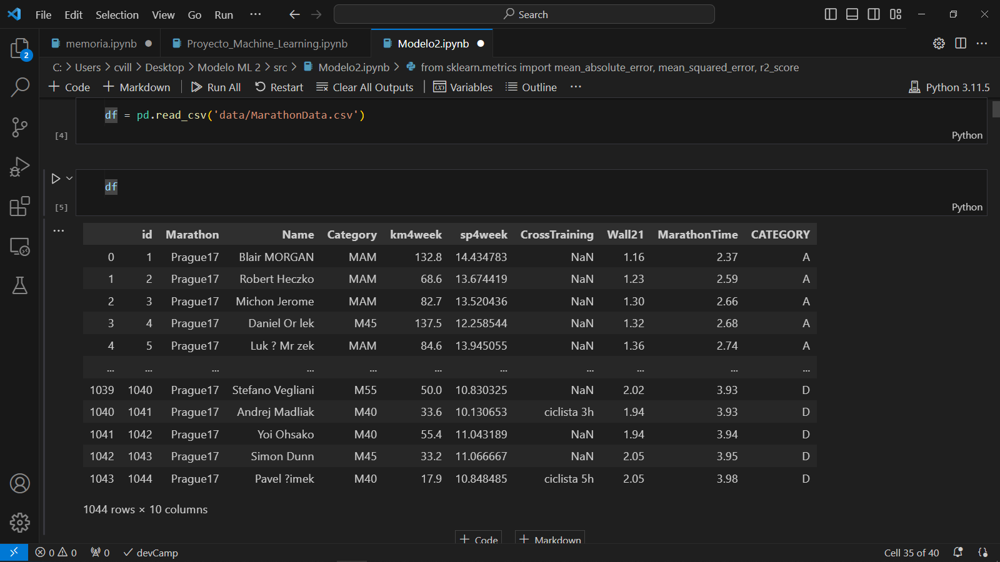 File Edit Selection View Go Run ··· Search
2
memoria.ipynb Proyecto_Machine_Learning.ipynb Modelo2.ipynb ···
C: > Users > cvill > Desktop > Modelo ML 2 > src > Modelo2.ipynb > from sklearn.metrics import mean_absolute_error, mean_squared_error, r2_score
+ Code + Markdown Run All Restart Clear All Outputs Variables Outline ··· Python 3.11.5
df = pd.read_csv('data/MarathonData.csv')
[4] Python
df
[5] Python
...
id Marathon Name Category km4week sp4week CrossTraining Wall21 MarathonTime CATEGORY
0 1 Prague17 Blair MORGAN MAM 132.8 14.434783 NaN 1.16 2.37 A
1 2 Prague17 Robert Heczko MAM 68.6 13.674419 NaN 1.23 2.59 A
2 3 Prague17 Michon Jerome MAM 82.7 13.520436 NaN 1.30 2.66 A
3 4 Prague17 Daniel Or lek M45 137.5 12.258544 NaN 1.32 2.68 A
4 5 Prague17 Luk ? Mr zek MAM 84.6 13.945055 NaN 1.36 2.74 A
... ... ... ... ... ... ... ... ... ... ...
1039 1040 Prague17 Stefano Vegliani M55 50.0 10.830325 NaN 2.02 3.93 D
1040 1041 Prague17 Andrej Madliak M40 33.6 10.130653 ciclista 3h 1.94 3.93 D
1041 1042 Prague17 Yoi Ohsako M40 55.4 11.043189 NaN 1.94 3.94 D
1042 1043 Prague17 Simon Dunn M45 33.2 11.066667 NaN 2.05 3.95 D
1043 1044 Prague17 Pavel ?imek M40 17.9 10.848485 ciclista 5h 2.05 3.98 D
1044 rows × 10 columns
+ Code + Markdown
0 0 0 devCamp Cell 35 of 40